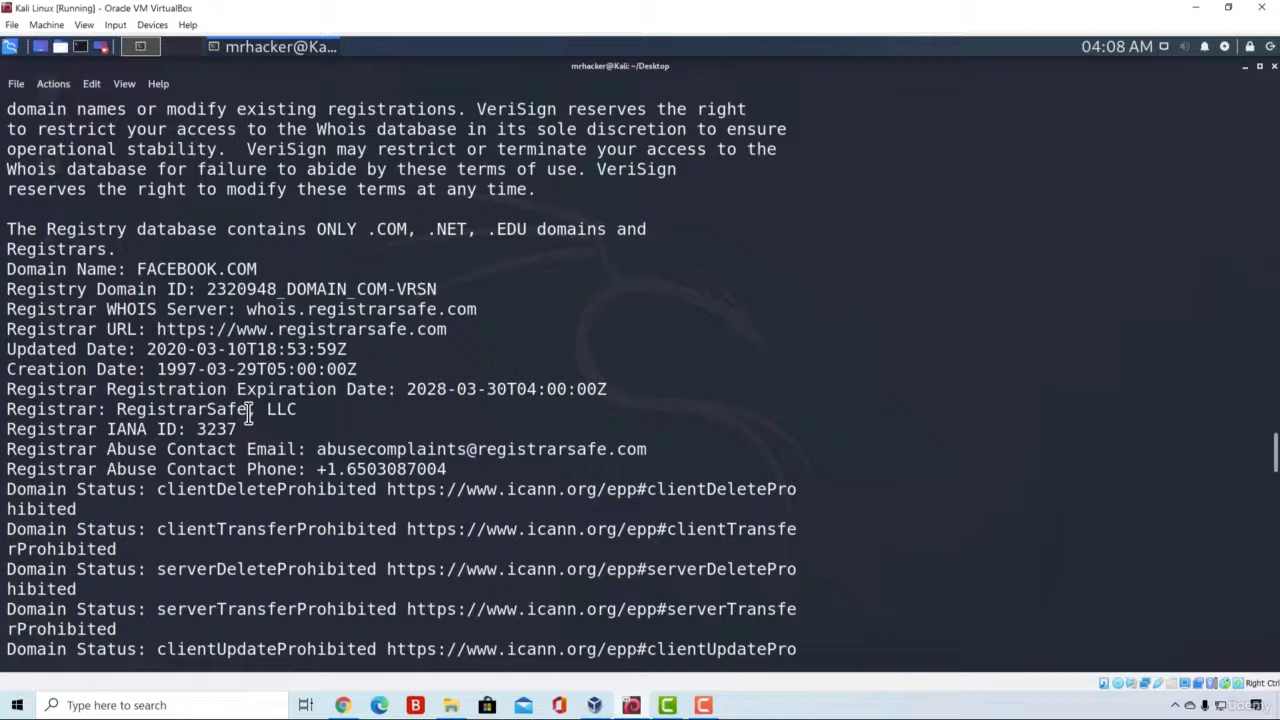 Kali Linux [Running] - Oracle VM VirtualBox
File Machine View Input Devices Help
mrhacker@Ka... 04:08 AM
mrhacker@Kali: ~/Desktop
File Actions Edit View Help
domain names or modify existing registrations. VeriSign reserves the right
to restrict your access to the Whois database in its sole discretion to ensure
operational stability.  VeriSign may restrict or terminate your access to the
Whois database for failure to abide by these terms of use. VeriSign
reserves the right to modify these terms at any time.
The Registry database contains ONLY .COM, .NET, .EDU domains and
Registrars.
Domain Name: FACEBOOK.COM
Registry Domain ID: 2320948_DOMAIN_COM-VRSN
Registrar WHOIS Server: whois.registrarsafe.com
Registrar URL: https://www.registrarsafe.com
Updated Date: 2020-03-10T18:53:59Z
Creation Date: 1997-03-29T05:00:00Z
Registrar Registration Expiration Date: 2028-03-30T04:00:00Z
Registrar: RegistrarSafe, LLC
Registrar IANA ID: 3237
Registrar Abuse Contact Email: abusecomplaints@registrarsafe.com
Registrar Abuse Contact Phone: +1.6503087004
Domain Status: clientDeleteProhibited https://www.icann.org/epp#clientDeletePro
hibited
Domain Status: clientTransferProhibited https://www.icann.org/epp#clientTransfe
rProhibited
Domain Status: serverDeleteProhibited https://www.icann.org/epp#serverDeletePro
hibited
Domain Status: serverTransferProhibited https://www.icann.org/epp#serverTransfe
rProhibited
Domain Status: clientUpdateProhibited https://www.icann.org/epp#clientUpdatePro
Right Ctrl
Type here to search
B
Udemy